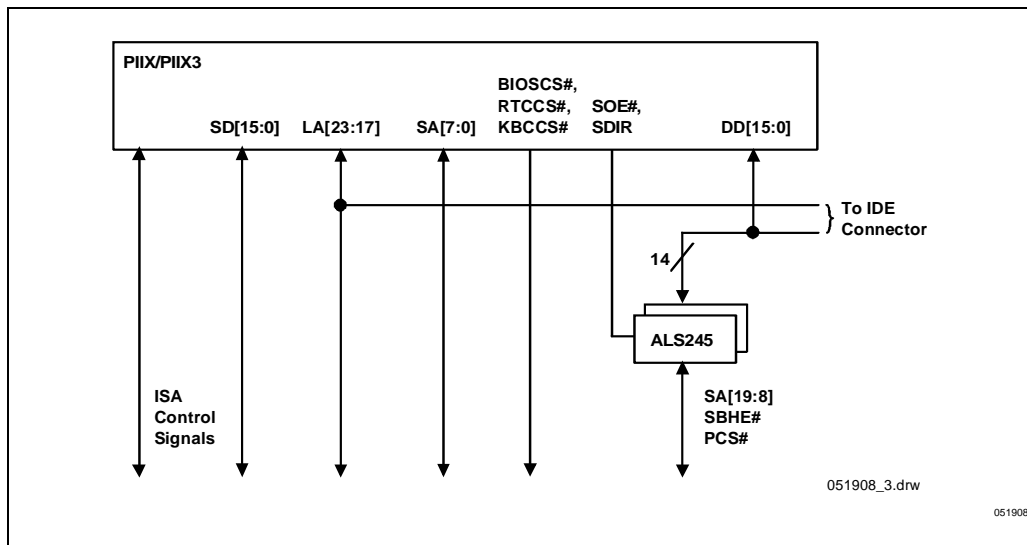 PIIX/PIIX3
BIOSCS#,
RTCCS#,
KBCCS#
SOE#,
SDIR
SD[15:0]
LA[23:17]
SA[7:0]
DD[15:0]
To IDE
Connector
14
ALS245
ISA
Control
Signals
SA[19:8]
SBHE#
PCS#
051908_3.drw
051908